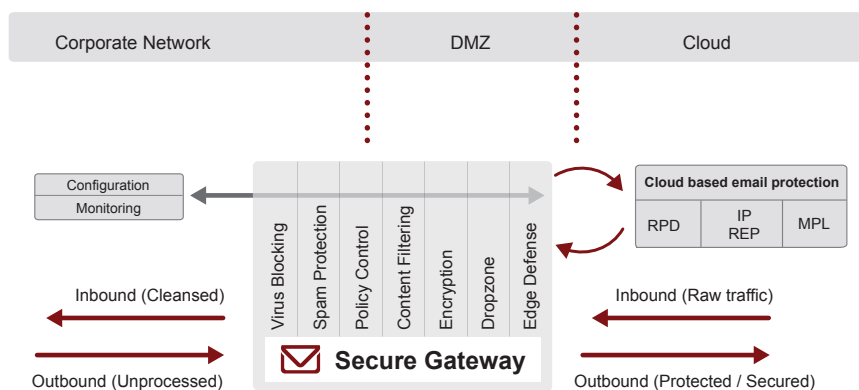 Corporate Network
DMZ
Cloud
Configuration
Monitoring
Virus Blocking
Spam Protection
Policy Control
Content Filtering
Encryption
Dropzone
Edge Defense
Cloud based email protection
RPD
IP
REP
MPL
Inbound (Cleansed)
Inbound (Raw traffic)
Secure Gateway
Outbound (Unprocessed)
Outbound (Protected / Secured)